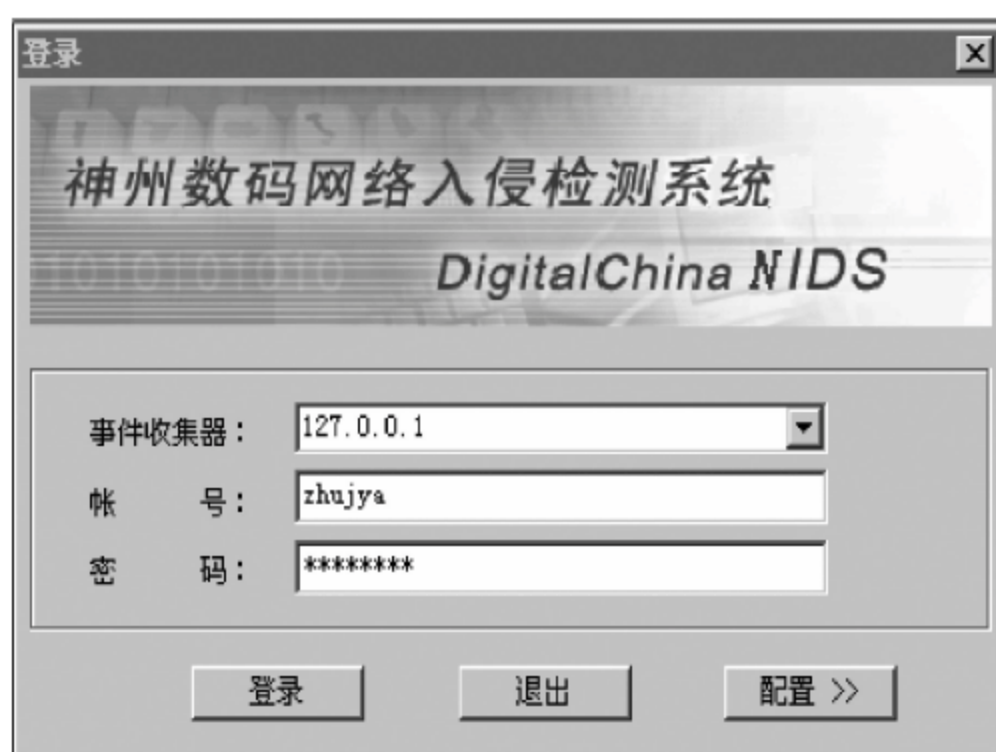 登录
神州数码网络入侵检测系统
DigitalChina NIDS
1010101010
事件收集器： 127.0.0.1
帐 号： zhujya
密 码： ********
登录 退出 配置 >>